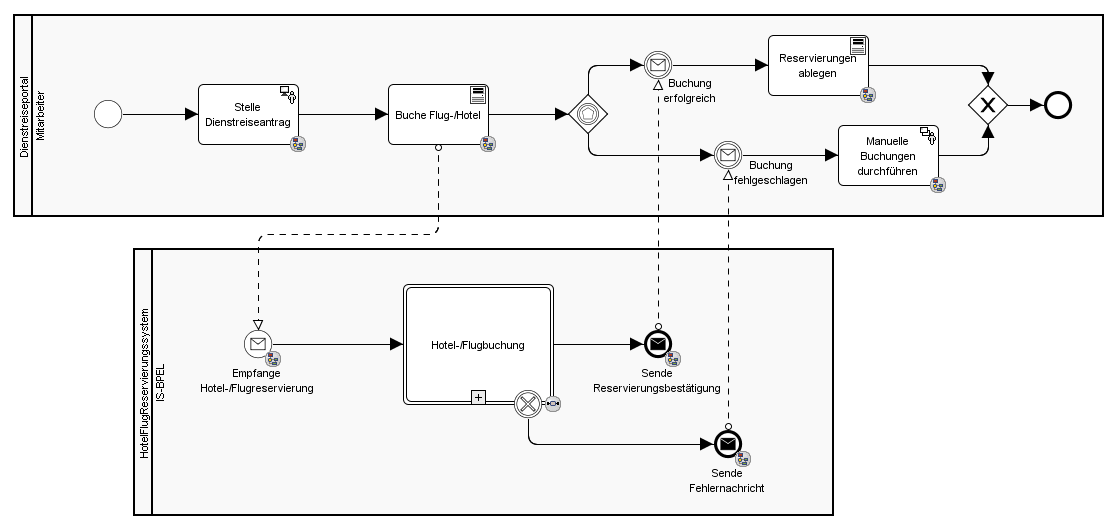 Dienstreiseportal
Mitarbeiter
Stelle
Dienstreiseantrag
Buche Flug-/Hotel
Buchung
erfolgreich
Reservierungen
ablegen
Buchung
fehlgeschlagen
Manuelle
Buchungen
durchführen
HotelFlugReservierungssystem
IS-BPEL
Empfange
Hotel-/Flugreservierung
Hotel-/Flugbuchung
Sende
Reservierungsbestätigung
Sende
Fehlernachricht